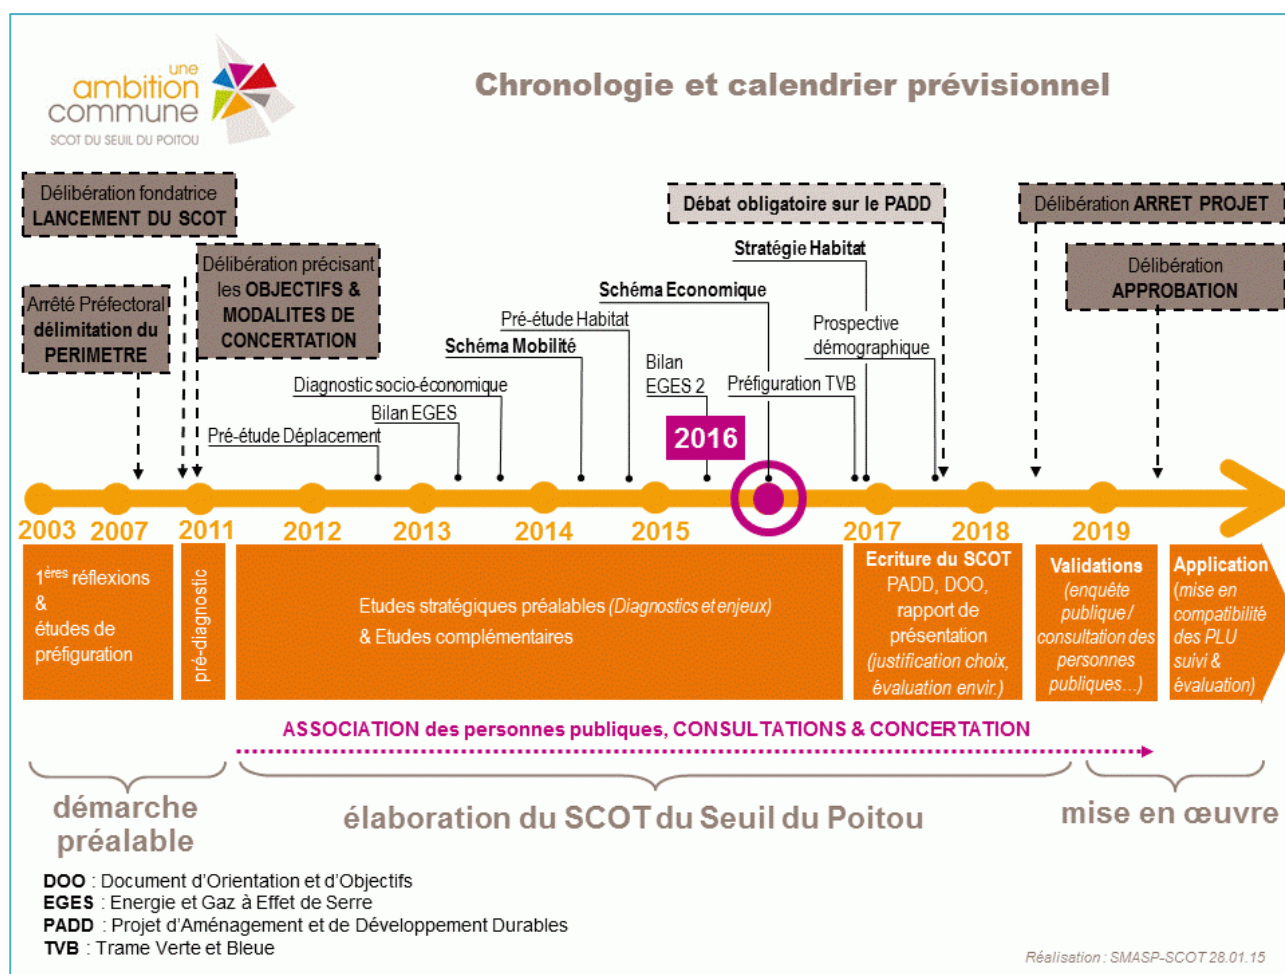 une
ambition
commune
SCOT DU SEUIL DU POITOU
Chronologie et calendrier prévisionnel
Délibération fondatrice
LANCEMENT DU SCOT
Arrêté Préfectoral
délimitation du
PERIMETRE
Délibération précisant
les OBJECTIFS &
MODALITES DE
CONCERTATION
Débat obligatoire sur le PADD
Délibération ARRET PROJET
Délibération
APPROBATION
Stratégie Habitat
Schéma Economique
Pré-étude Habitat
Schéma Mobilité
Diagnostic socio-économique
Bilan EGES
Pré-étude Déplacement
Bilan
EGES 2
Préfiguration TVB
Prospective
démographique
2016
2003
2007
2011
2012
2013
2014
2015
2017
2018
2019
1ères réflexions
&
études de
préfiguration
pré-diagnostic
Etudes stratégiques préalables (Diagnostics et enjeux)
& Etudes complémentaires
Ecriture du SCOT
PADD, DOO,
rapport de
présentation
(justification choix,
évaluation envir.)
Validations
(enquête
publique /
consultation des
personnes
publiques…)
Application
(mise en
compatibilité
des PLU
suivi &
évaluation)
ASSOCIATION des personnes publiques, CONSULTATIONS & CONCERTATION
démarche
préalable
élaboration du SCOT du Seuil du Poitou
mise en œuvre
DOO : Document d'Orientation et d'Objectifs
EGES : Energie et Gaz à Effet de Serre
PADD : Projet d'Aménagement et de Développement Durables
TVB : Trame Verte et Bleue
Réalisation : SMASP-SCOT 28.01.15